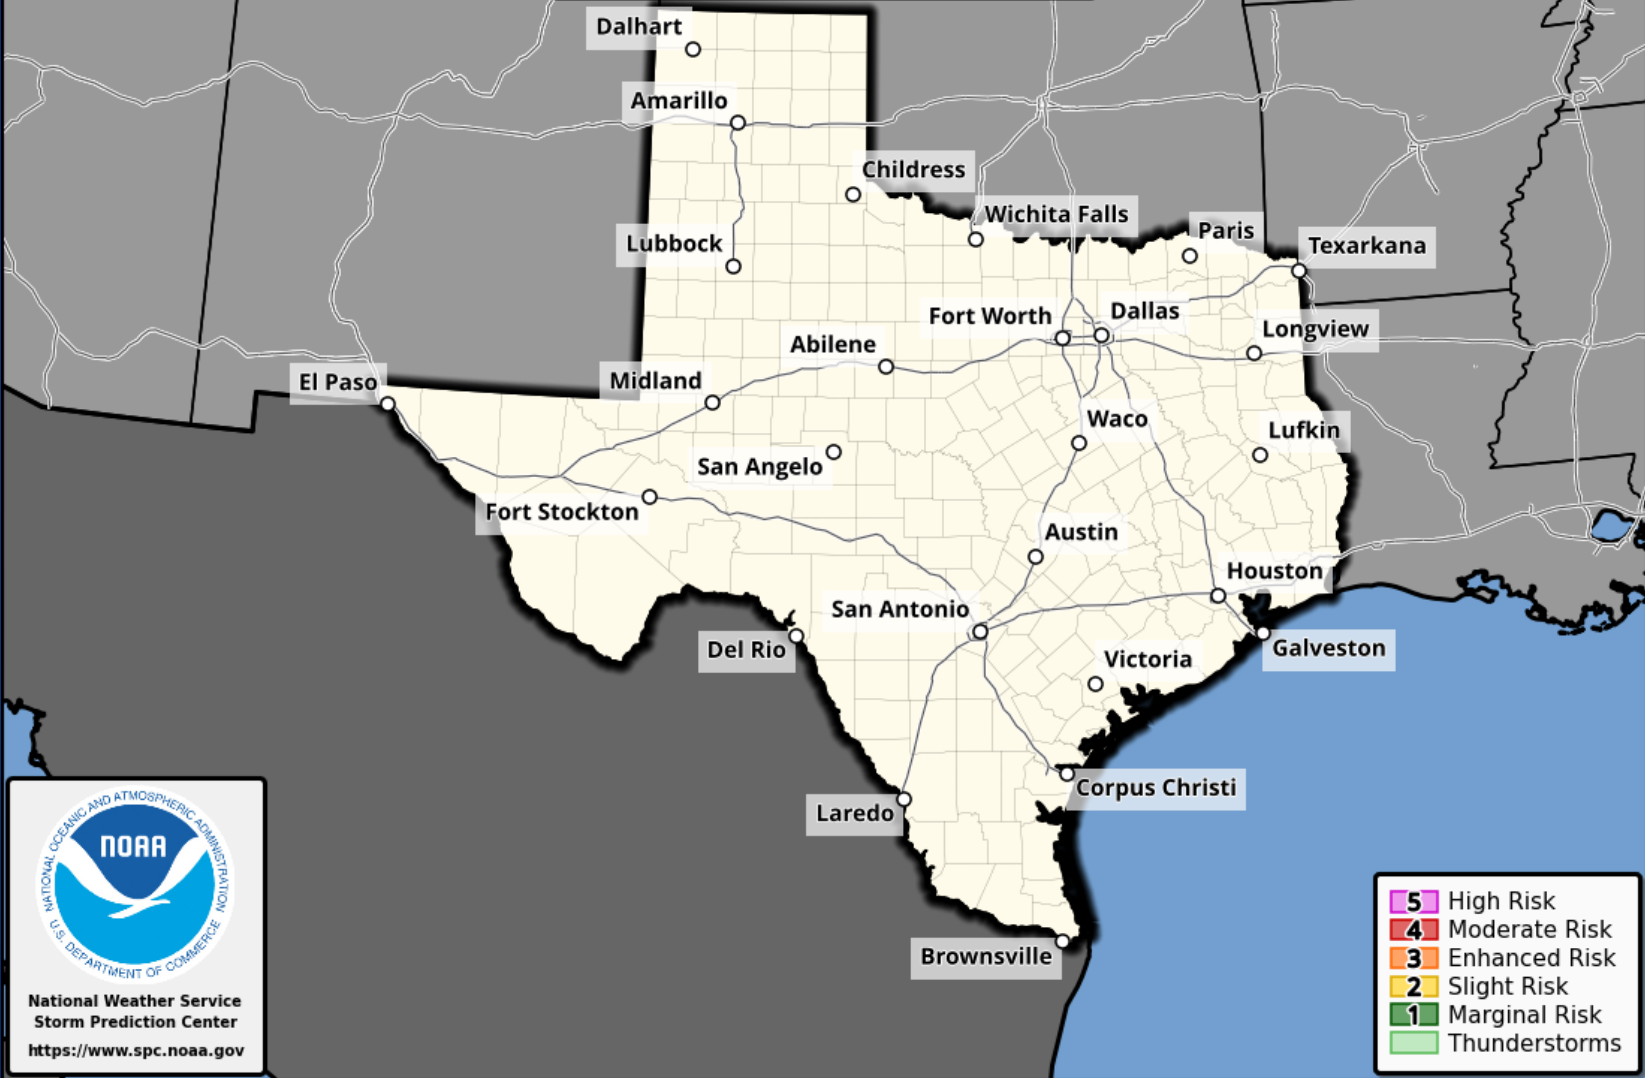 Dalhart
Amarillo
Childress
Wichita Falls
Paris
Texarkana
Lubbock
Fort Worth
Dallas
Longview
Abilene
El Paso
Midland
Waco
Lufkin
San Angelo
Fort Stockton
Austin
Houston
San Antonio
Del Rio
Galveston
Victoria
Corpus Christi
Laredo
Brownsville
NATIONAL OCEANIC AND ATMOSPHERIC ADMINISTRATION
NOAA
U.S. DEPARTMENT OF COMMERCE
National Weather Service
Storm Prediction Center
https://www.spc.noaa.gov
5 High Risk
4 Moderate Risk
3 Enhanced Risk
2 Slight Risk
1 Marginal Risk
Thunderstorms